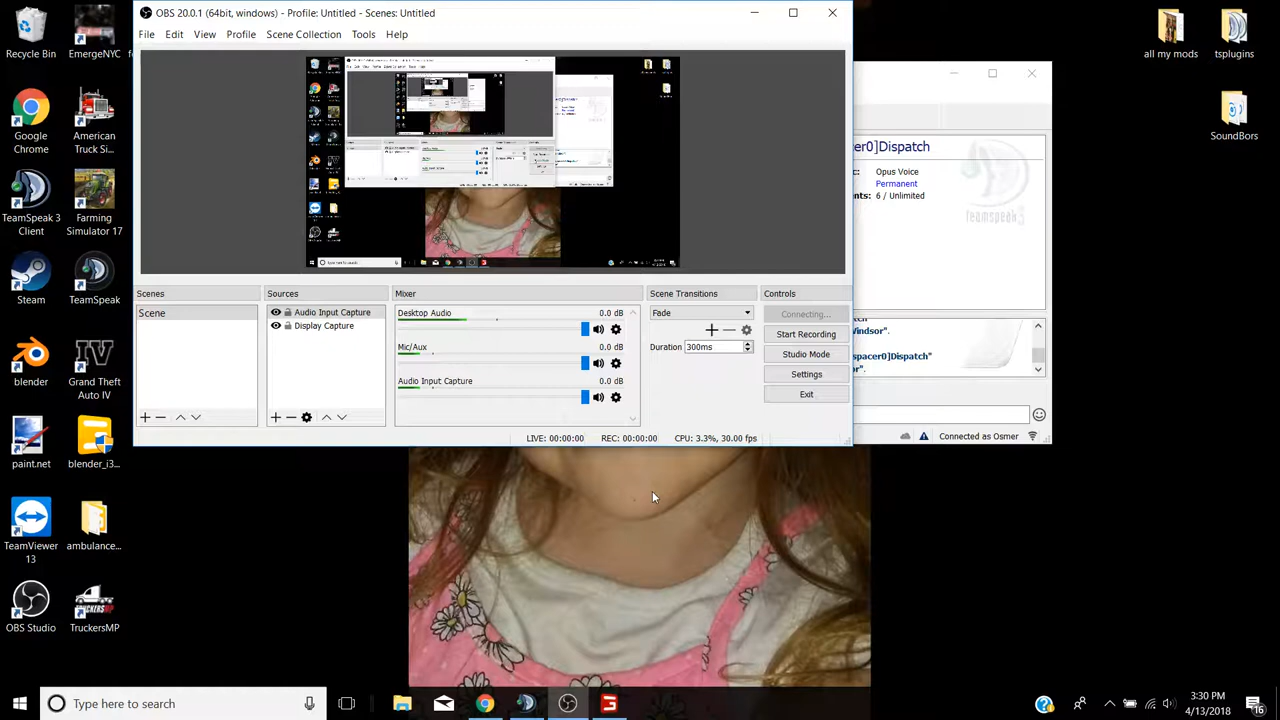 OBS 20.0.1 (64bit, windows) - Profile: Untitled - Scenes: Untitled
File Edit View Profile Scene Collection Tools Help
Recycle Bin
EmergeNYC
Google Chrome
American Truck Si...
TeamSpeak 3 Client
Farming Simulator 17
Steam
TeamSpeak
blender
Grand Theft Auto IV
paint.net
blender_i3...
TeamViewer 13
ambulance...
OBS Studio
TruckersMP
all my mods
tsplugins
SoundBors
Scenes
Scene
Sources
Audio Input Capture
Display Capture
Mixer
Desktop Audio 0.0 dB
Mic/Aux 0.0 dB
Audio Input Capture 0.0 dB
Scene Transitions
Fade
Duration 300ms
Controls
Connecting...
Start Recording
Studio Mode
Settings
Exit
LIVE: 00:00:00 REC: 00:00:00 CPU: 3.3%, 30.00 fps
er0]Dispatch
Opus Voice
Permanent
6 / Unlimited
teamspeak
indsor".
spacer0]Dispatch"
Connected as Osmer
Type here to search
3:30 PM
4/13/2018
16